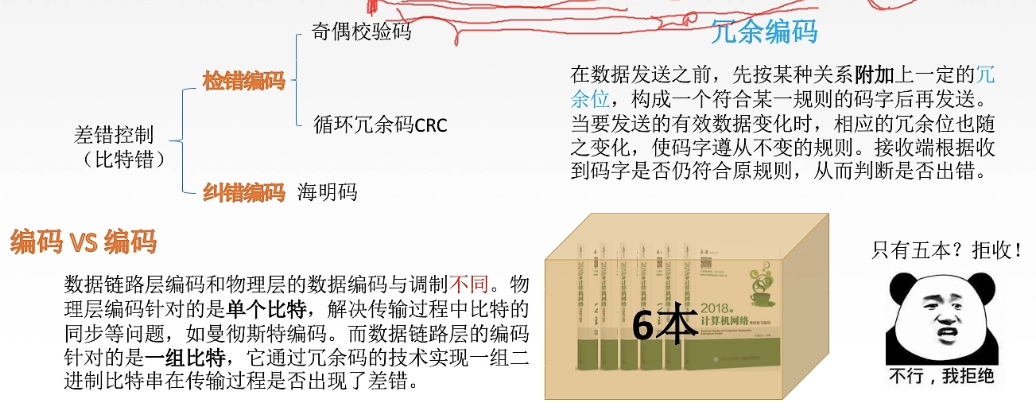 奇偶校验码
冗余编码
检错编码
在数据发送之前，先按某种关系附加上一定的冗
余位，构成一个符合某一规则的码字后再发送。
当要发送的有效数据变化时，相应的冗余位也随
之变化，使码字遵从不变的规则。接收端根据收
到码字是否仍符合原规则，从而判断是否出错。
循环冗余码CRC
差错控制
（比特错）
纠错编码 海明码
编码 VS 编码
数据链路层编码和物理层的数据编码与调制不同。物
理层编码针对的是单个比特，解决传输过程中比特的
同步等问题，如曼彻斯特编码。而数据链路层的编码
针对的是一组比特，它通过冗余码的技术实现一组二
进制比特串在传输过程是否出现了差错。
2018年
计算机网络
6本
只有五本？拒收！
不行，我拒绝